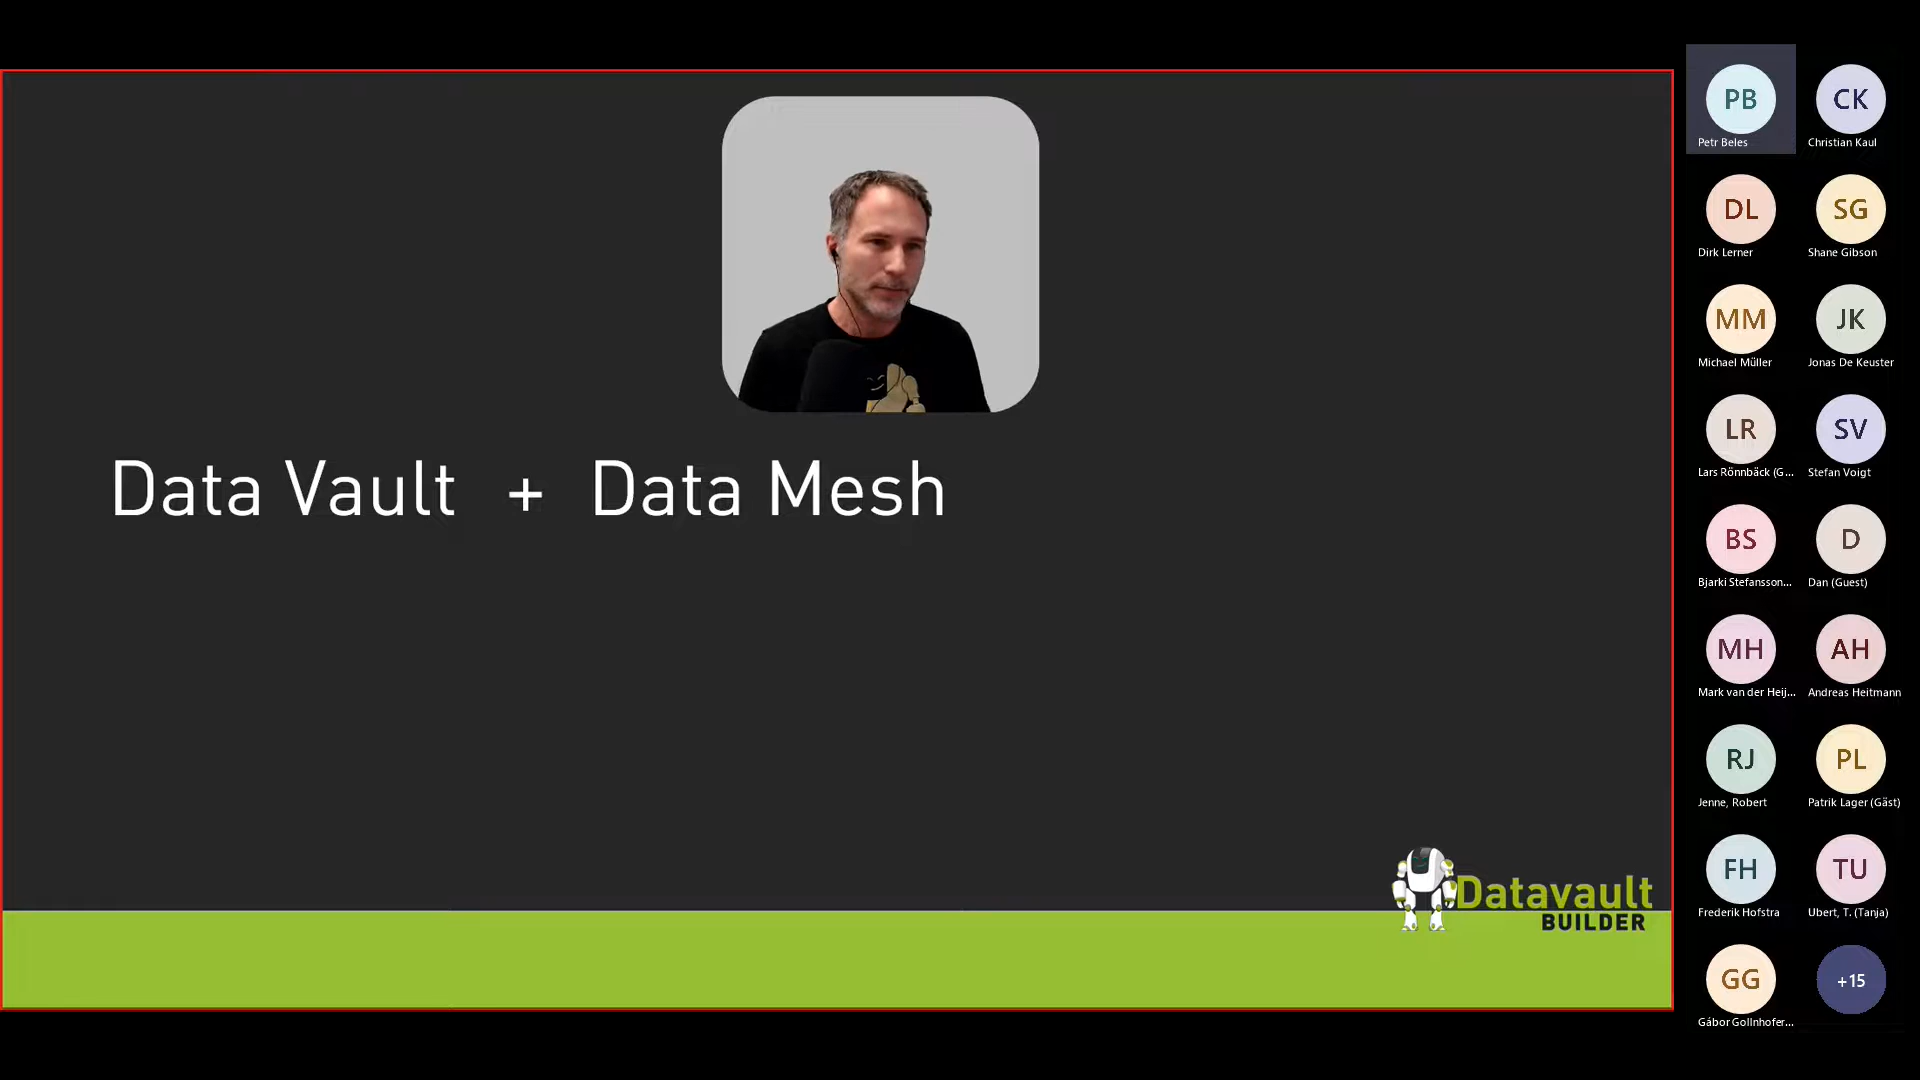 Data Vault + Data Mesh
Datavault
BUILDER
PB
Petr Beles
CK
Christian Kaul
DL
Dirk Lerner
SG
Shane Gibson
MM
Michael Müller
JK
Jonas De Keuster
LR
Lars Rönnbäck (G...
SV
Stefan Voigt
BS
Bjarki Stefansson...
D
Dan (Guest)
MH
Mark van der Heij...
AH
Andreas Heitmann
RJ
Jenne, Robert
PL
Patrik Lager (Gäst)
FH
Frederik Hofstra
TU
Ubert, T. (Tanja)
GG
Gábor Gollnhofer...
+15